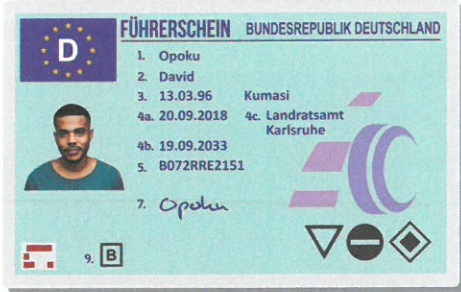 D
FÜHRERSCHEIN BUNDESREPUBLIK DEUTSCHLAND
1. Opoku
2. David
3. 13.03.96 Kumasi
4a. 20.09.2018 4c. Landratsamt
Karlsruhe
4b. 19.09.2033
5. B072RRE2151
7. Opoku
9. B